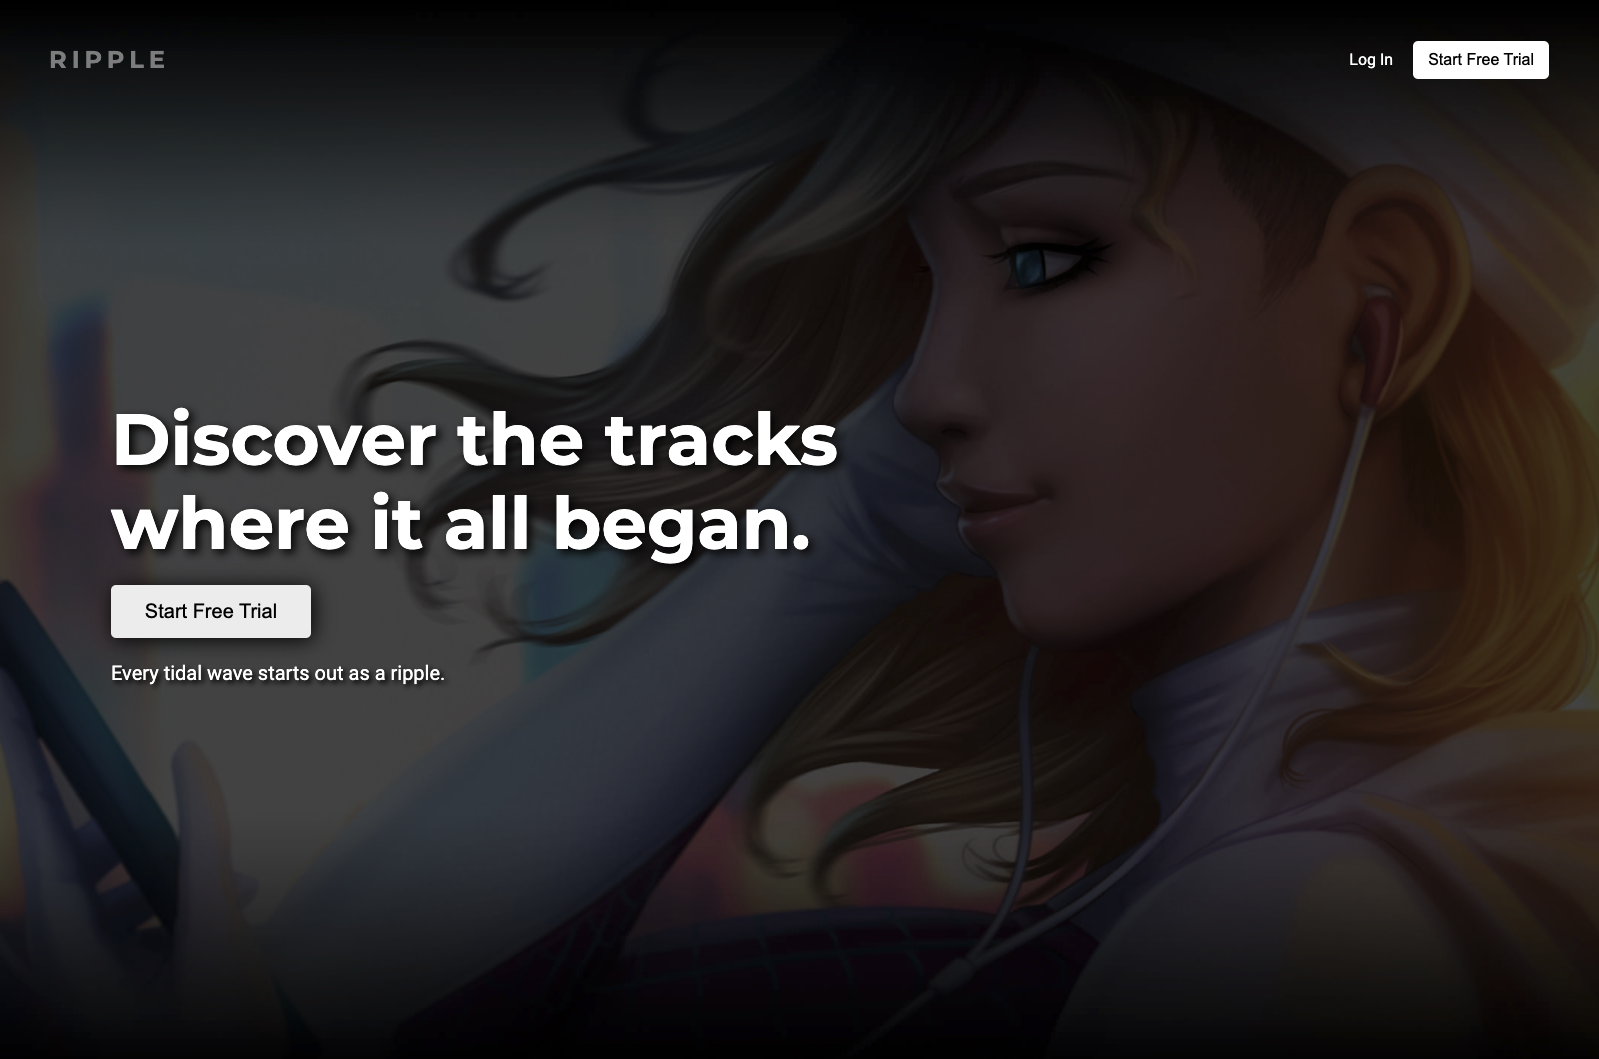 RIPPLE
Log In
Start Free Trial
Discover the tracks
where it all began.
Start Free Trial
Every tidal wave starts out as a ripple.